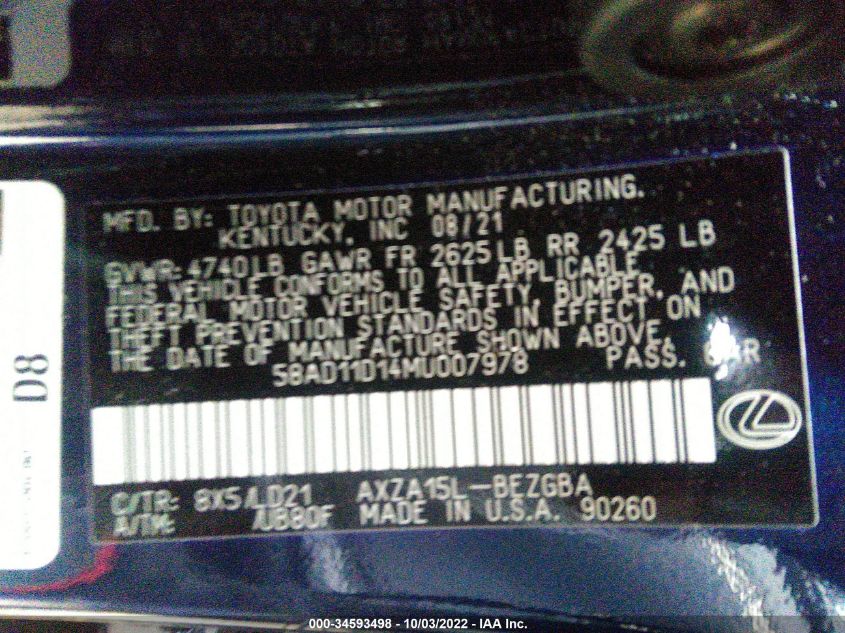 MFD. BY: TOYOTA MOTOR MANUFACTURING.
KENTUCKY, INC 08/21
GVWR: 4740LB GAWR FR 2625LB RR 2425 LB
THIS VEHICLE CONFORMS TO ALL APPLICABLE
FEDERAL MOTOR VEHICLE SAFETY, BUMPER, AND
THEFT PREVENTION STANDARDS IN EFFECT ON
THE DATE OF MANUFACTURE SHOWN ABOVE.
58AD11D14MU007978 PASS. CAR
C/TR: 8X5/LD21 AXZA15L-BEZGBA
A/TM: /UB80F MADE IN U.S.A. 90260
D8
000-34593498 - 10/03/2022 - IAA Inc.